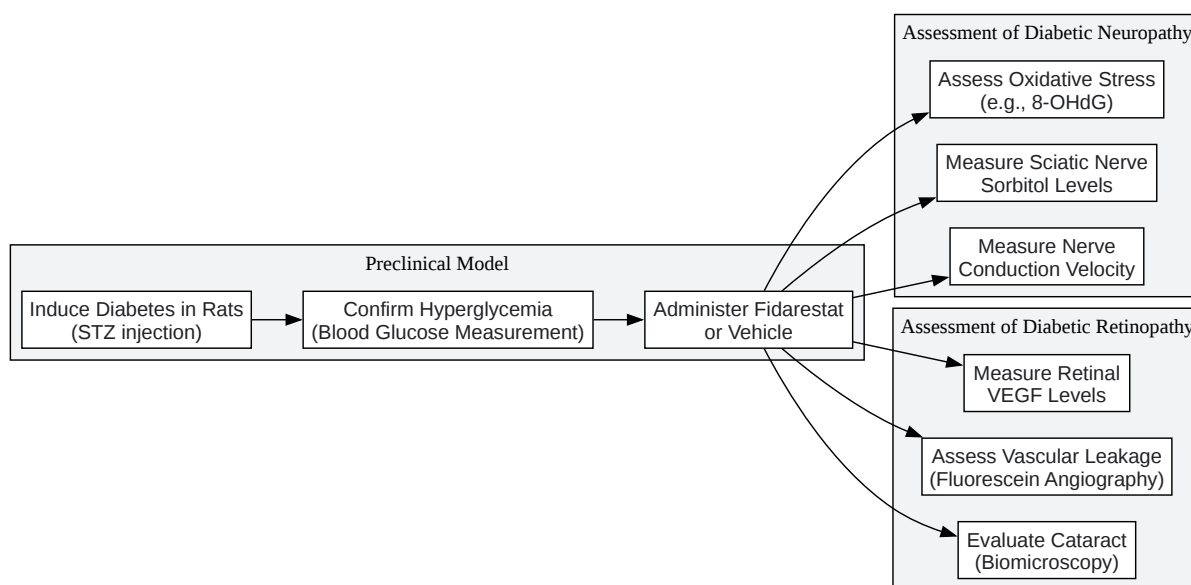 Preclinical Model
Induce Diabetes in Rats
(STZ injection)
Confirm Hyperglycemia
(Blood Glucose Measurement)
Administer Fidarestat
or Vehicle
Assessment of Diabetic Neuropathy
Assess Oxidative Stress
(e.g., 8-OHdG)
Measure Sciatic Nerve
Sorbitol Levels
Measure Nerve
Conduction Velocity
Assessment of Diabetic Retinopathy
Measure Retinal
VEGF Levels
Assess Vascular Leakage
(Fluorescein Angiography)
Evaluate Cataract
(Biomicroscopy)